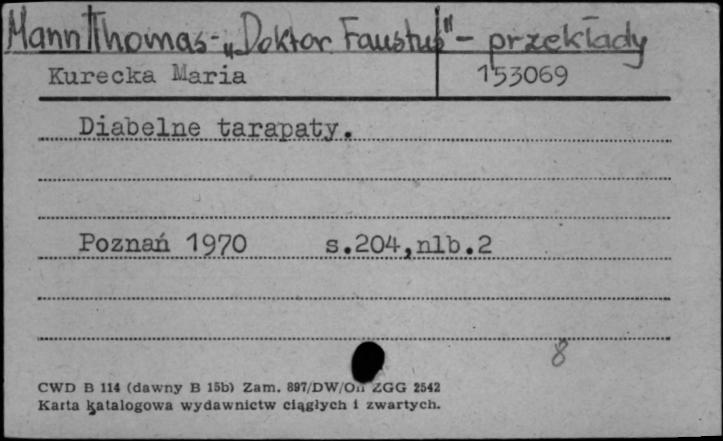 Mann Thomas - „Doktor Faustus" - przekłady
Kurecka Maria 153069
Diabelne tarapaty.
Poznań 1970 s.204,nlb.2
8
CWD B 114 (dawny B 15b) Zam. 897/DW/On ZGG 2542
Karta katalogowa wydawnictw ciągłych i zwartych.